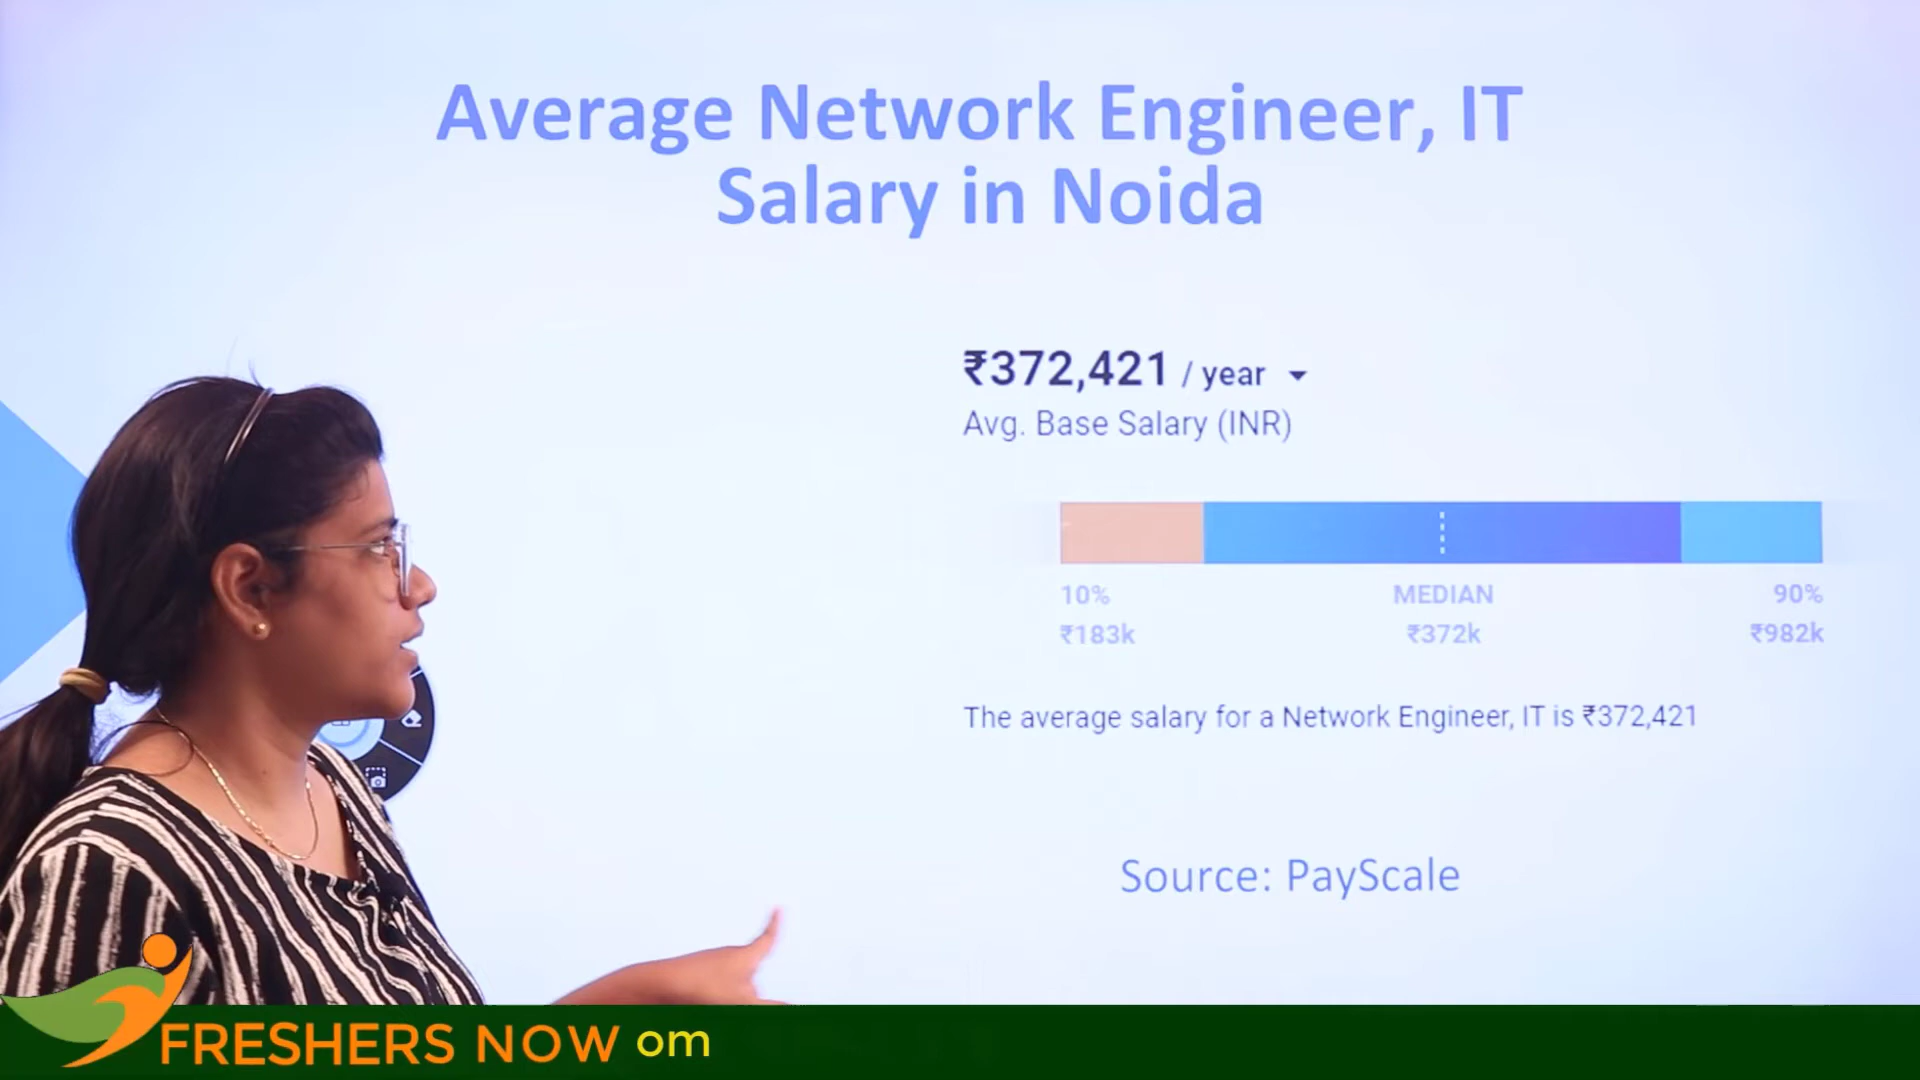 Average Network Engineer, IT
Salary in Noida
₹372,421 / year
Avg. Base Salary (INR)
10% MEDIAN 90%
₹183k ₹372k ₹982k
The average salary for a Network Engineer, IT is ₹372,421
Source: PayScale
FRESHERS NOW om